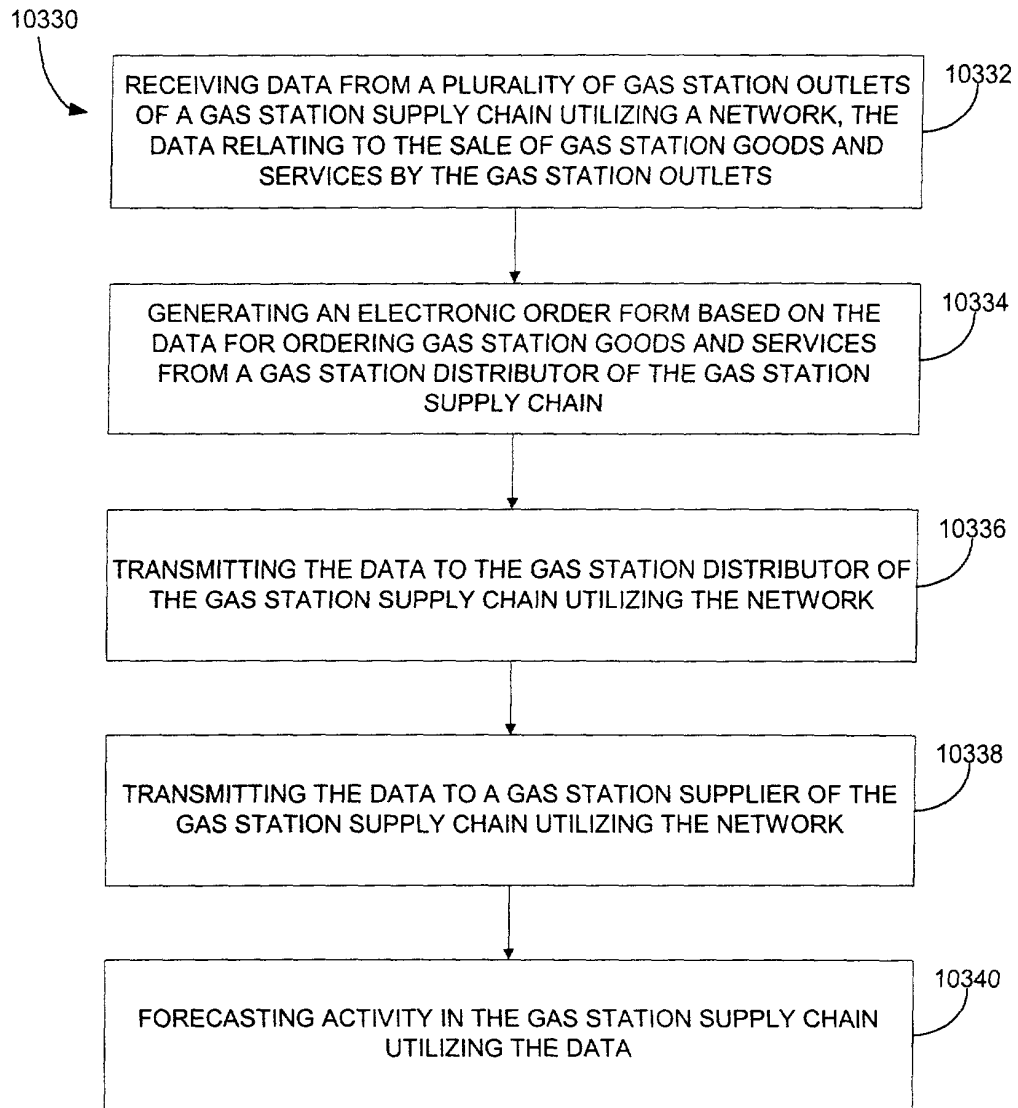 10330
RECEIVING DATA FROM A PLURALITY OF GAS STATION OUTLETS
OF A GAS STATION SUPPLY CHAIN UTILIZING A NETWORK, THE
DATA RELATING TO THE SALE OF GAS STATION GOODS AND
SERVICES BY THE GAS STATION OUTLETS
10332
GENERATING AN ELECTRONIC ORDER FORM BASED ON THE
DATA FOR ORDERING GAS STATION GOODS AND SERVICES
FROM A GAS STATION DISTRIBUTOR OF THE GAS STATION
SUPPLY CHAIN
10334
TRANSMITTING THE DATA TO THE GAS STATION DISTRIBUTOR OF
THE GAS STATION SUPPLY CHAIN UTILIZING THE NETWORK
10336
TRANSMITTING THE DATA TO A GAS STATION SUPPLIER OF THE
GAS STATION SUPPLY CHAIN UTILIZING THE NETWORK
10338
FORECASTING ACTIVITY IN THE GAS STATION SUPPLY CHAIN
UTILIZING THE DATA
10340